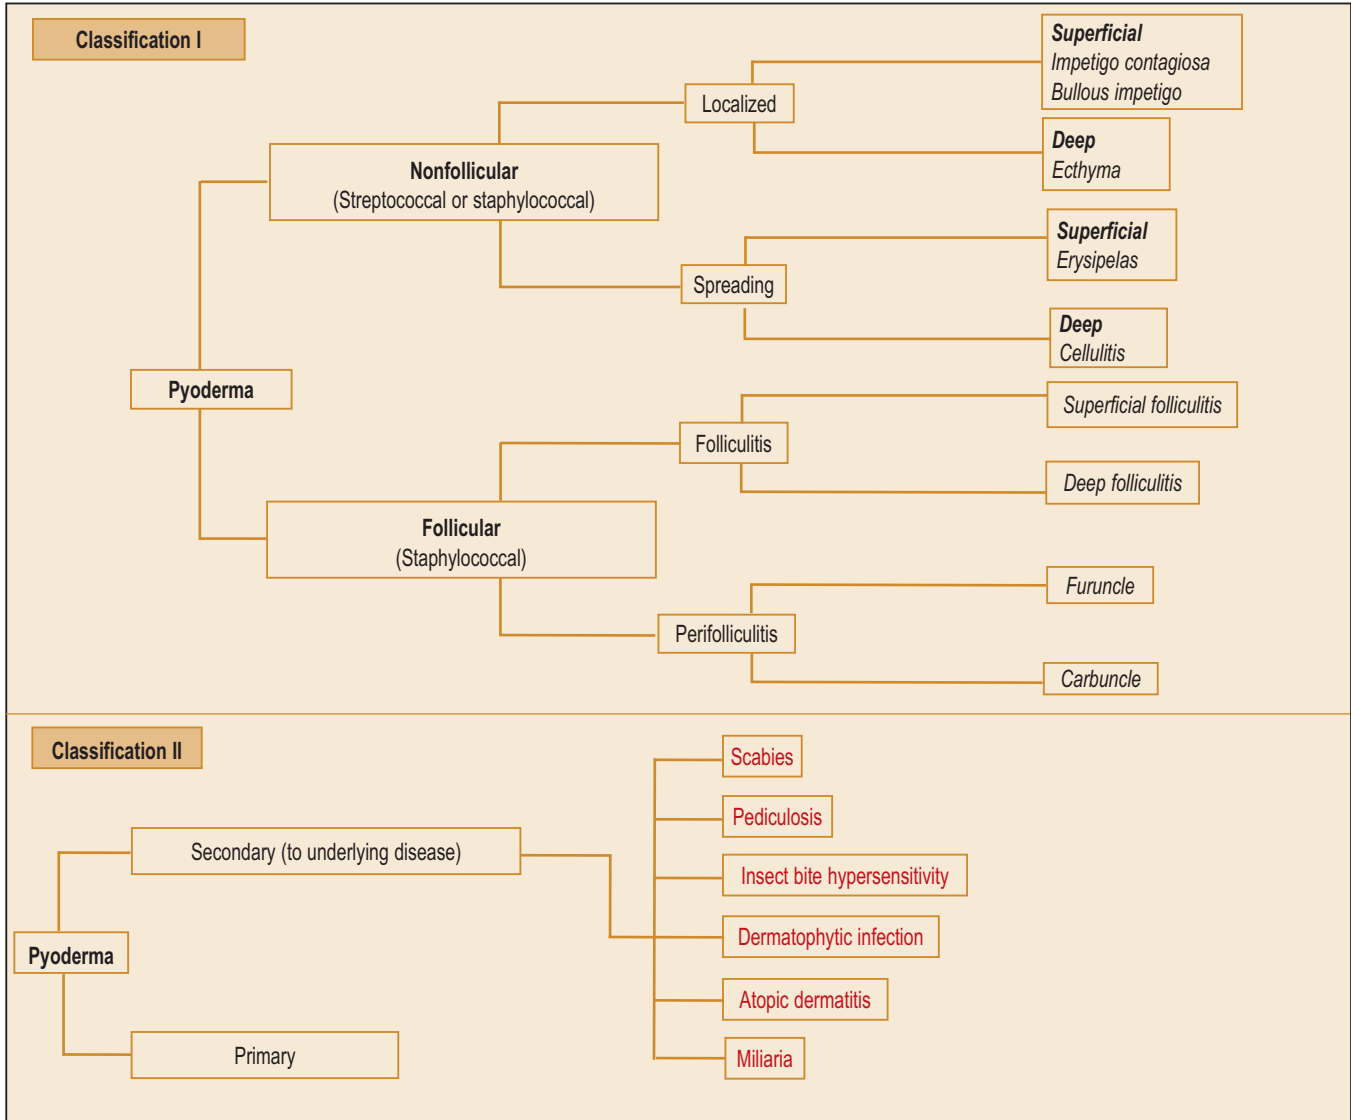 Classification I
Superficial
Impetigo contagiosa
Bullous impetigo
Localized
Deep
Ecthyma
Nonfollicular
(Streptococcal or staphylococcal)
Superficial
Erysipelas
Spreading
Deep
Cellulitis
Pyoderma
Superficial folliculitis
Folliculitis
Deep folliculitis
Follicular
(Staphylococcal)
Furuncle
Perifolliculitis
Carbuncle
Classification II
Scabies
Pediculosis
Secondary (to underlying disease)
Insect bite hypersensitivity
Dermatophytic infection
Pyoderma
Atopic dermatitis
Primary
Miliaria